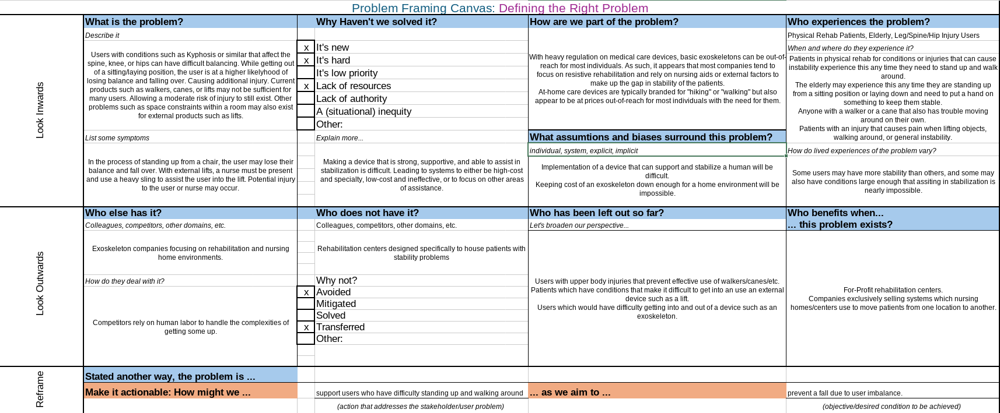 Problem Framing Canvas: Defining the Right Problem
Look Inwards
What is the problem?
Describe it
Users with conditions such as Kyphosis or similar that affect the
spine, knee, or hips can have difficult balancing. While getting out
of a sitting/laying position, the user is at a higher likelyhood of
losing balance and falling over. Causing additional injury. Current
products such as walkers, canes, or lifts may not be sufficient for
many users. Allowing a moderate risk of injury to still exist. Other
problems such as space constraints within a room may also exist
for external products such as lifts.
List some symptoms
In the process of standing up from a chair, the user may lose their
balance and fall over. With external lifts, a nurse must be present
and use a heavy sling to assist the user into the lift. Potential injury
to the user or nurse may occur.
Why Haven't we solved it?
x It's new
x It's hard
It's low priority
x Lack of resources
Lack of authority
A (situational) inequity
Other:
Explain more...
Making a device that is strong, supportive, and able to assist in
stabilization is difficult. Leading to systems to either be high-cost
and specialty, low-cost and ineffective, or to focus on other areas
of assistance.
How are we part of the problem?
With heavy regulation on medical care devices, basic exoskeletons can be out-of-
reach for most individuals. As such, it appears that most companies tend to
focus on resistive rehabilitation and rely on nursing aids or external factors to
make up the gap in stability of the patients.
At-home care devices are typically branded for "hiking" or "walking" but also
appear to be at prices out-of-reach for most individuals with the need for them.
What assumtions and biases surround this problem?
individual, system, explicit, implicit
Implementation of a device that can support and stabilize a human will be
difficult.
Keeping cost of an exoskeleton down enough for a home environment will be
impossible.
Who experiences the problem?
Physical Rehab Patients, Elderly, Leg/Spine/Hip Injury Users
When and where do they experience it?
Patients in physical rehab for conditions or injuries that can cause
instability experience this any time they need to stand up and walk
around.
The elderly may experience this any time they are standing up
from a sitting position or laying down and need to put a hand on
something to keep them stable.
Anyone with a walker or a cane that also has trouble moving
around on their own.
Patients with an injury that causes pain when lifting objects,
walking around, or general instability.
How do lived experiences of the problem vary?
Some users may have more stability than others, and some may
also have conditions large enough that assiting in stabilization is
nearly impossible.
Look Outwards
Who else has it?
Colleagues, competitors, other domains, etc.
Exoskeleton companies focusing on rehabilitation and nursing
home environments.
How do they deal with it?
Competitors rely on human labor to handle the complexities of
getting some up.
Who does not have it?
Colleagues, competitors, other domains, etc.
Rehabilitation centers designed specifically to house patients with
stability problems
Why not?
x Avoided
Mitigated
Solved
x Transferred
Other:
Who has been left out so far?
Let's broaden our perspective...
Users with upper body injuries that prevent effective use of walkers/canes/etc.
Patients which have conditions that make it difficult to get into an use an external
device such as a lift.
Users which would have difficulty getting into and out of a device such as an
exoskeleton.
Who benefits when...
... this problem exists?
For-Profit rehabilitation centers.
Companies exclusively selling systems which nursing
homes/centers use to move patients from one location to another.
Reframe
Stated another way, the problem is ...
Make it actionable: How might we ...
support users who have difficulty standing up and walking around
(action that addresses the stakeholder/user problem)
... as we aim to ...
prevent a fall due to user imbalance.
(objective/desired condition to be achieved)